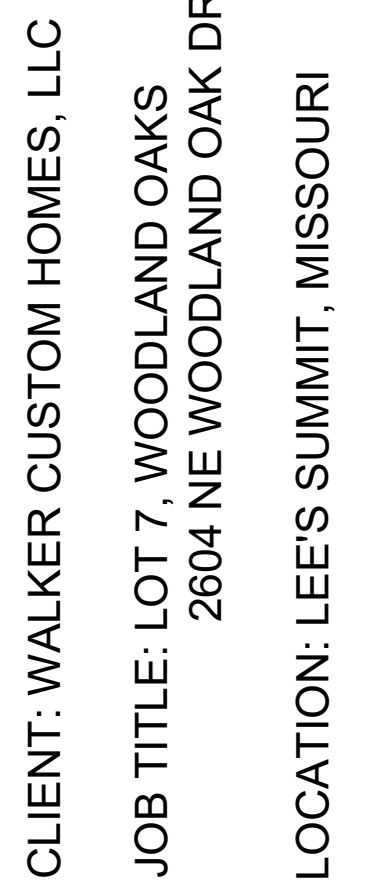 CLIENT: WALKER CUSTOM HOMES, LLC
JOB TITLE: LOT 7, WOODLAND OAKS
2604 NE WOODLAND OAK DR
LOCATION: LEE'S SUMMIT, MISSOURI